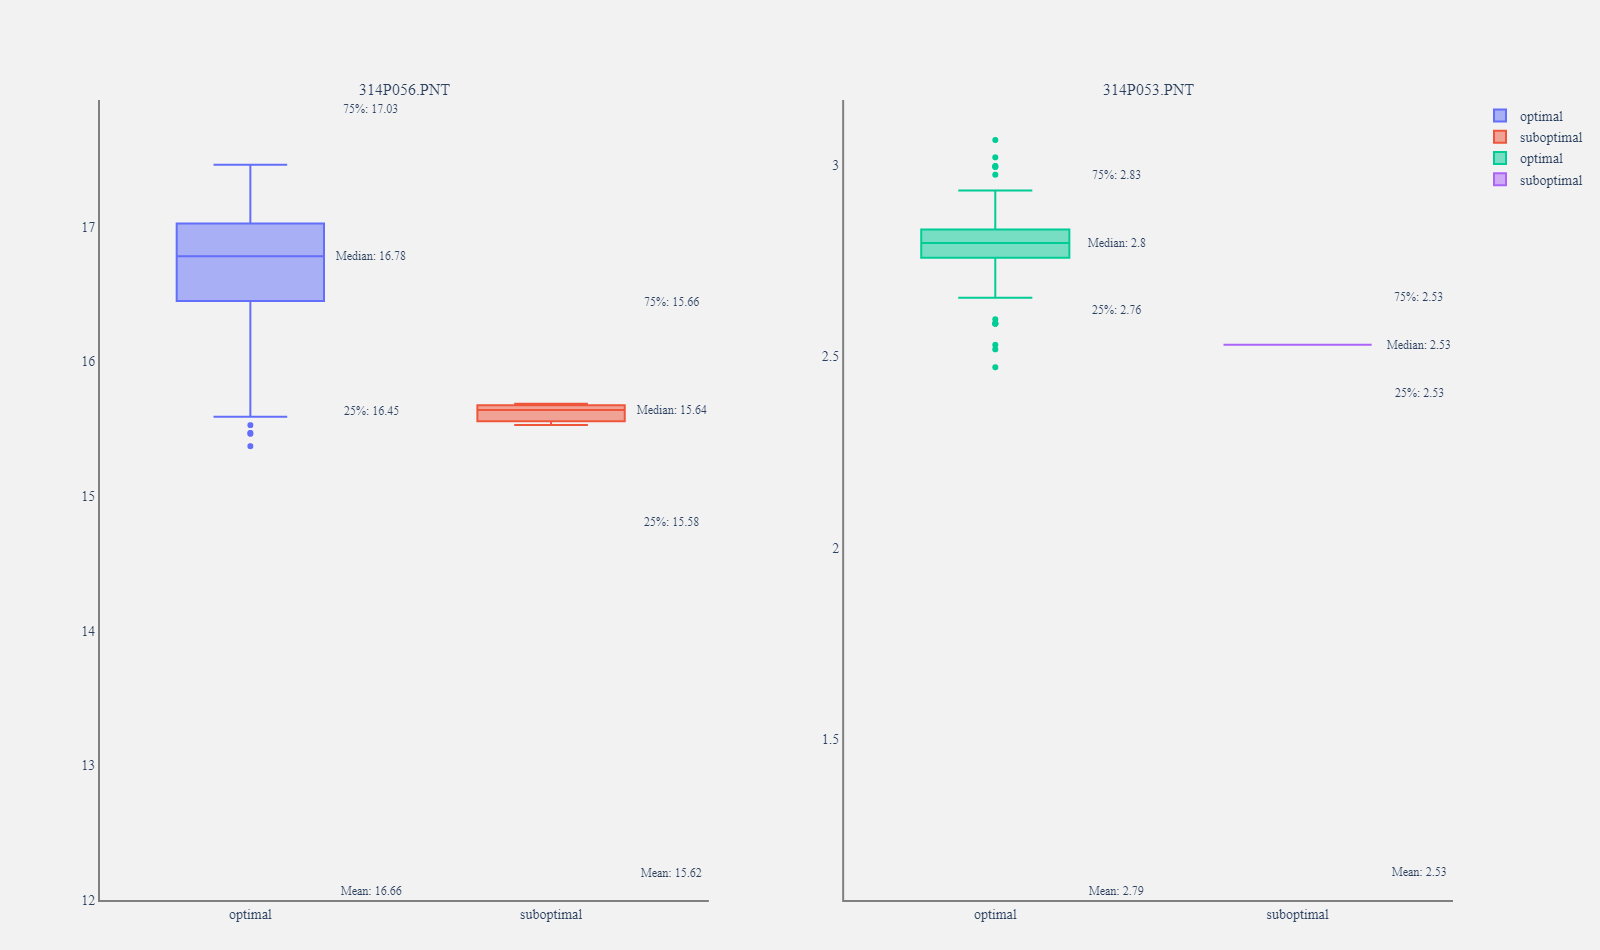 314P056.PNT
75%: 17.03
17
Median: 16.78
75%: 15.66
16
25%: 16.45
Median: 15.64
15
25%: 15.58
14
13
Mean: 15.62
Mean: 16.66
12
optimal
suboptimal
314P053.PNT
3
75%: 2.83
Median: 2.8
75%: 2.53
25%: 2.76
Median: 2.53
2.5
25%: 2.53
2
1.5
Mean: 2.53
Mean: 2.79
optimal
suboptimal
optimal
suboptimal
optimal
suboptimal